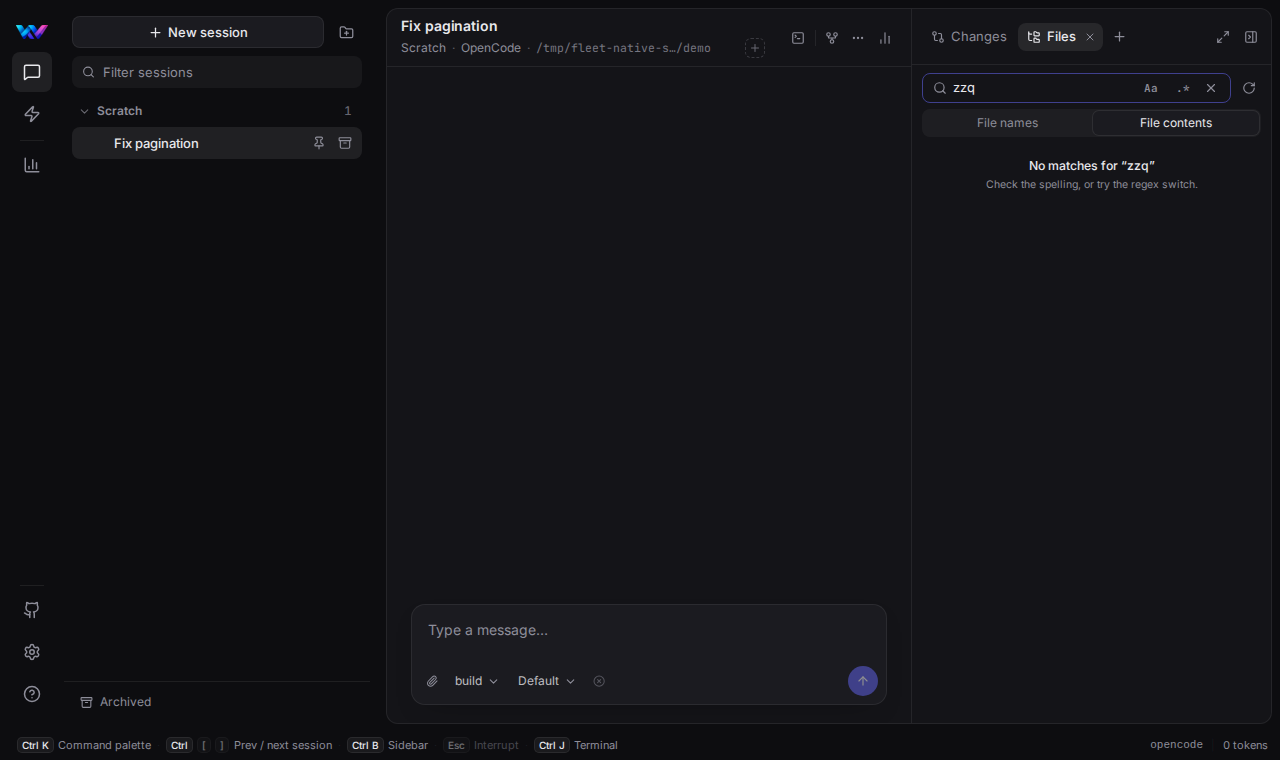 New session
Filter sessions
Scratch 1
Fix pagination
Archived
Fix pagination
Scratch · OpenCode · /tmp/fleet-native-s…/demo
Type a message...
build Default
Changes Files
zzq Aa .*
File names File contents
No matches for “zzq”
Check the spelling, or try the regex switch.
Ctrl K Command palette Ctrl [ ] Prev / next session Ctrl B Sidebar Esc Interrupt Ctrl J Terminal opencode 0 tokens